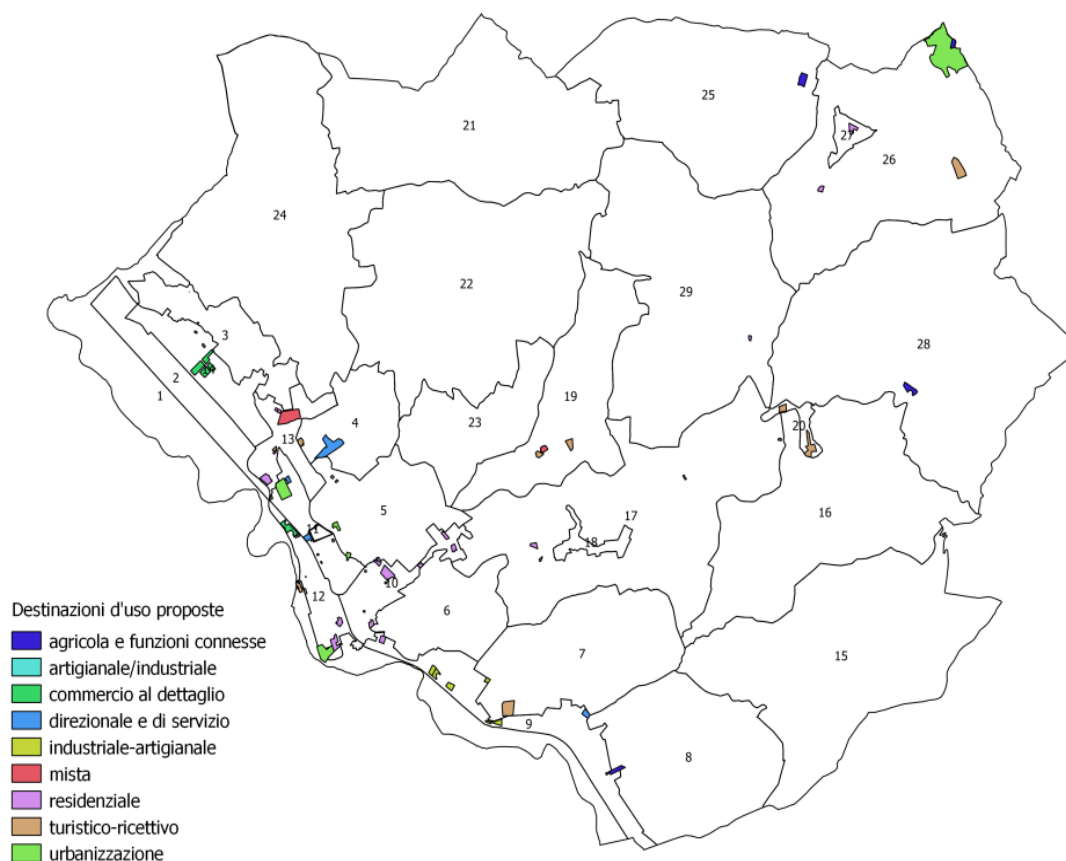 21
25
27
26
24
22
29
3
28
2
1
19
4
23
20
13
5
17
16
11
18
10
12
6
7
15
9
8
Destinazioni d'uso proposte
agricola e funzioni connesse
artigianale/industriale
commercio al dettaglio
direzionale e di servizio
industriale-artigianale
mista
residenziale
turistico-ricettivo
urbanizzazione